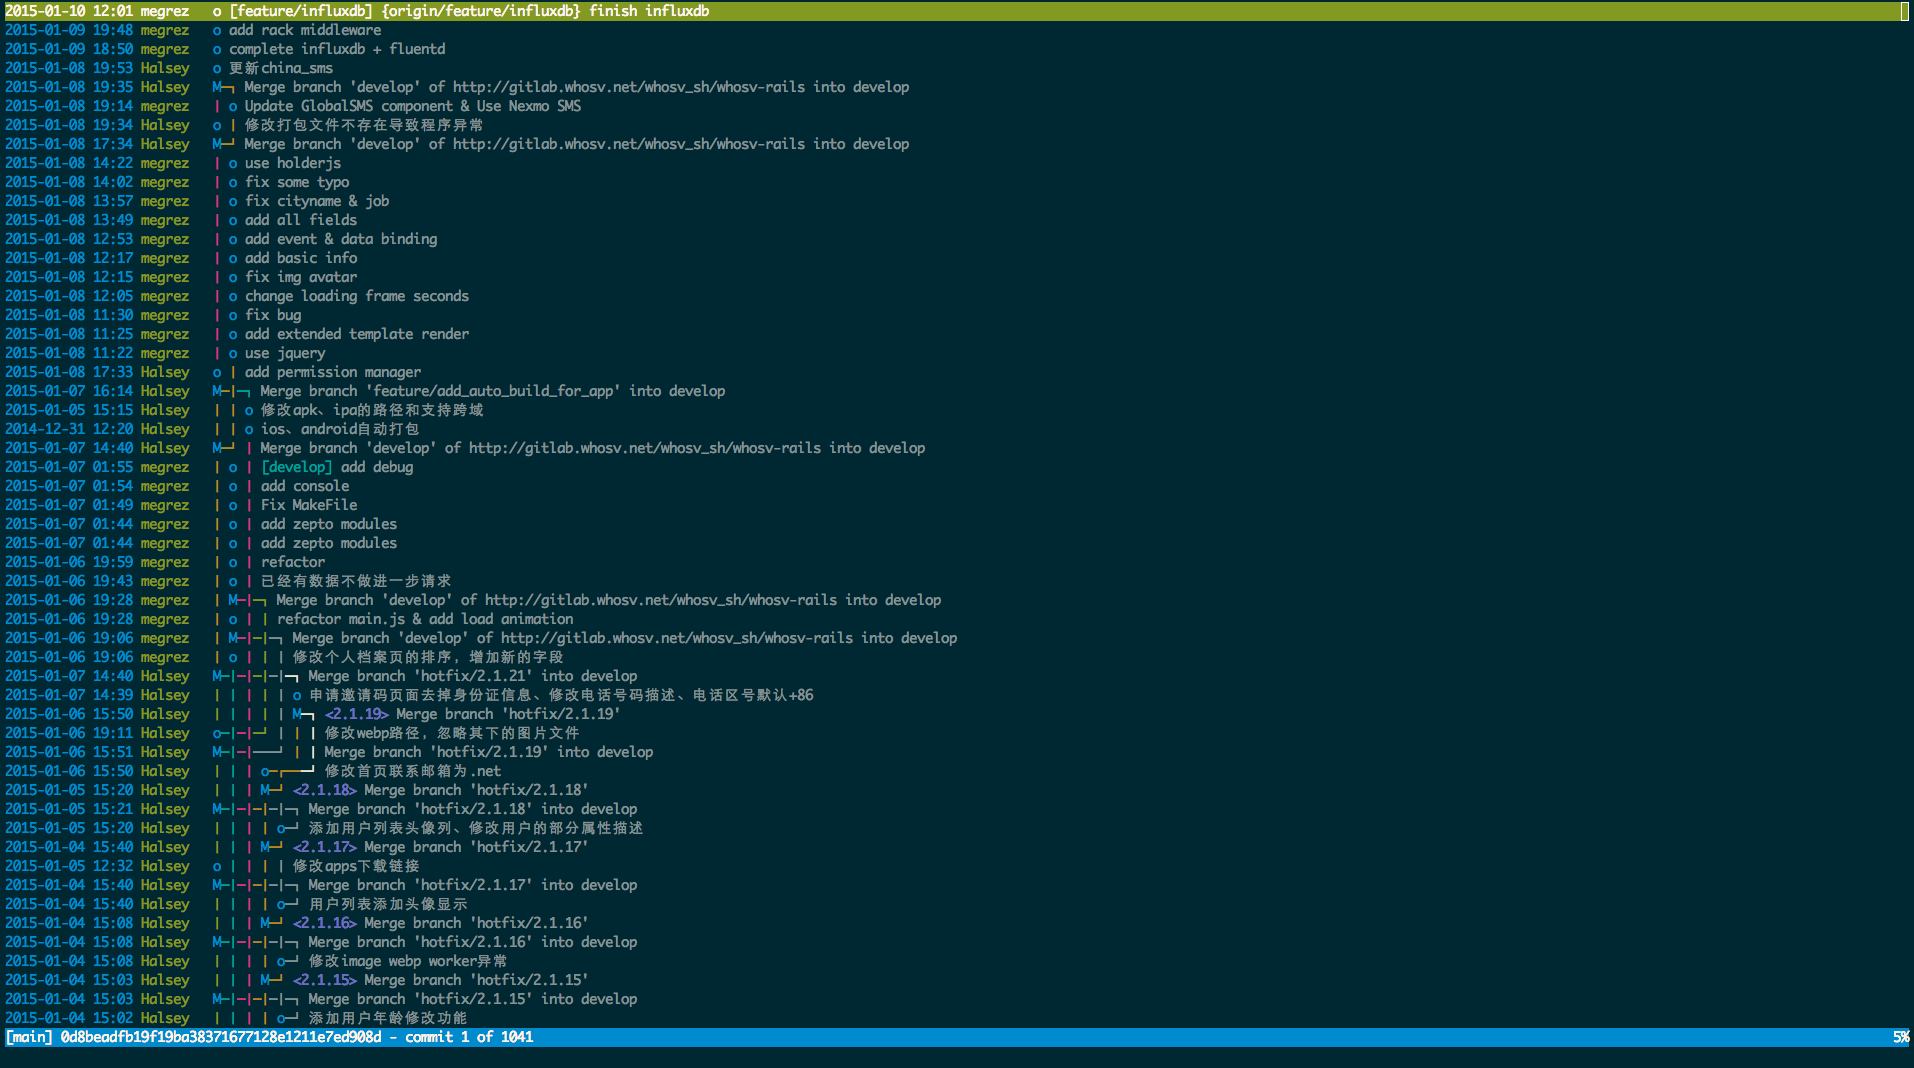 2015-01-10 12:01 megrez o [feature/influxdb] {origin/feature/influxdb} finish influxdb
2015-01-09 19:48 megrez o add rack middleware
2015-01-09 18:50 megrez o complete influxdb + fluentd
2015-01-08 19:53 Halsey o 更新china_sms
2015-01-08 19:35 Halsey M─┐ Merge branch 'develop' of http://gitlab.whosv.net/whosv_sh/whosv-rails into develop
2015-01-08 19:14 megrez | o Update GlobalSMS component & Use Nexmo SMS
2015-01-08 19:34 Halsey o | 修改打包文件不存在导致程序异常
2015-01-08 17:34 Halsey M─┘ Merge branch 'develop' of http://gitlab.whosv.net/whosv_sh/whosv-rails into develop
2015-01-08 14:22 megrez | o use holderjs
2015-01-08 14:02 megrez | o fix some typo
2015-01-08 13:57 megrez | o fix cityname & job
2015-01-08 13:49 megrez | o add all fields
2015-01-08 12:53 megrez | o add event & data binding
2015-01-08 12:17 megrez | o add basic info
2015-01-08 12:15 megrez | o fix img avatar
2015-01-08 12:05 megrez | o change loading frame seconds
2015-01-08 11:30 megrez | o fix bug
2015-01-08 11:25 megrez | o add extended template render
2015-01-08 11:22 megrez | o use jquery
2015-01-08 17:33 Halsey o | add permission manager
2015-01-07 16:14 Halsey M─|─┐ Merge branch 'feature/add_auto_build_for_app' into develop
2015-01-05 15:15 Halsey | | o 修改apk、ipa的路径和支持跨域
2014-12-31 12:20 Halsey | | o ios、android自动打包
2015-01-07 14:40 Halsey M─┘ | Merge branch 'develop' of http://gitlab.whosv.net/whosv_sh/whosv-rails into develop
2015-01-07 01:55 megrez | o | [develop] add debug
2015-01-07 01:54 megrez | o | add console
2015-01-07 01:49 megrez | o | Fix MakeFile
2015-01-07 01:44 megrez | o | add zepto modules
2015-01-07 01:44 megrez | o | add zepto modules
2015-01-06 19:59 megrez | o | refactor
2015-01-06 19:43 megrez | o | 已经有数据不做进一步请求
2015-01-06 19:28 megrez | M─|─┐ Merge branch 'develop' of http://gitlab.whosv.net/whosv_sh/whosv-rails into develop
2015-01-06 19:28 megrez | o | | refactor main.js & add load animation
2015-01-06 19:06 megrez | M─|─|─┐ Merge branch 'develop' of http://gitlab.whosv.net/whosv_sh/whosv-rails into develop
2015-01-06 19:06 megrez | o | | | 修改个人档案页的排序，增加新的字段
2015-01-07 14:40 Halsey M─|─|─|─|─┐ Merge branch 'hotfix/2.1.21' into develop
2015-01-07 14:39 Halsey | | | | | o 申请邀请码页面去掉身份证信息、修改电话号码描述、电话区号默认+86
2015-01-06 15:50 Halsey | | | | | M─┐ <2.1.19> Merge branch 'hotfix/2.1.19'
2015-01-06 19:11 Halsey o─|─|─┘ | | | 修改webp路径，忽略其下的图片文件
2015-01-06 15:51 Halsey M─|─|───┘ | | Merge branch 'hotfix/2.1.19' into develop
2015-01-06 15:50 Halsey | | | o─┌───┘ 修改首页联系邮箱为.net
2015-01-05 15:20 Halsey | | | M─┘ <2.1.18> Merge branch 'hotfix/2.1.18'
2015-01-05 15:21 Halsey M─|─|─|─|─┐ Merge branch 'hotfix/2.1.18' into develop
2015-01-05 15:20 Halsey | | | | o─┘ 添加用户列表头像列、修改用户的部分属性描述
2015-01-04 15:40 Halsey | | | M─┘ <2.1.17> Merge branch 'hotfix/2.1.17'
2015-01-05 12:32 Halsey o | | | | 修改apps下载链接
2015-01-04 15:40 Halsey M─|─|─|─|─┐ Merge branch 'hotfix/2.1.17' into develop
2015-01-04 15:40 Halsey | | | | o─┘ 用户列表添加头像显示
2015-01-04 15:08 Halsey | | | M─┘ <2.1.16> Merge branch 'hotfix/2.1.16'
2015-01-04 15:08 Halsey M─|─|─|─|─┐ Merge branch 'hotfix/2.1.16' into develop
2015-01-04 15:08 Halsey | | | | o─┘ 修改image webp worker异常
2015-01-04 15:03 Halsey | | | M─┘ <2.1.15> Merge branch 'hotfix/2.1.15'
2015-01-04 15:03 Halsey M─|─|─|─|─┐ Merge branch 'hotfix/2.1.15' into develop
2015-01-04 15:02 Halsey | | | | o─┘ 添加用户年龄修改功能
[main] 0d8beadfb19f19ba38371677128e1211e7ed908d - commit 1 of 1041 5%